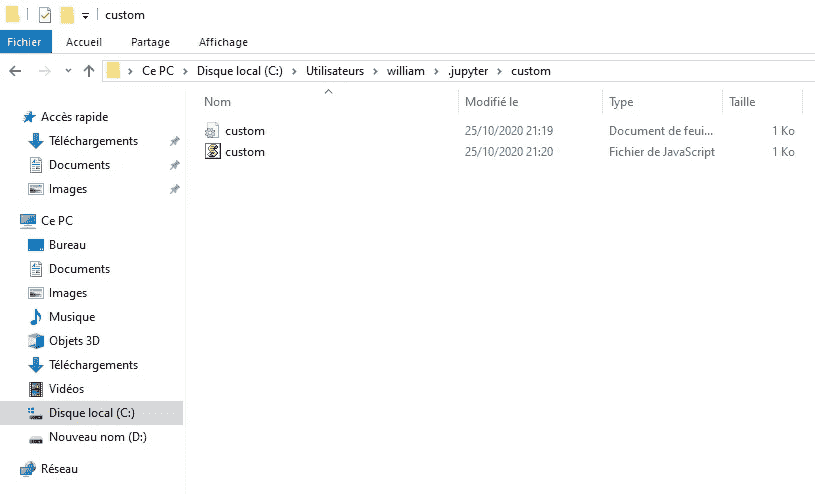 custom
Fichier Accueil Partage Affichage
Ce PC > Disque local (C:) > Utilisateurs > william > .jupyter > custom
Nom Modifié le Type Taille
custom 25/10/2020 21:19 Document de feui... 1 Ko
custom 25/10/2020 21:20 Fichier de JavaScript 1 Ko
Accès rapide
Téléchargements
Documents
Images
Ce PC
Bureau
Documents
Images
Musique
Objets 3D
Téléchargements
Vidéos
Disque local (C:)
Nouveau nom (D:)
Réseau